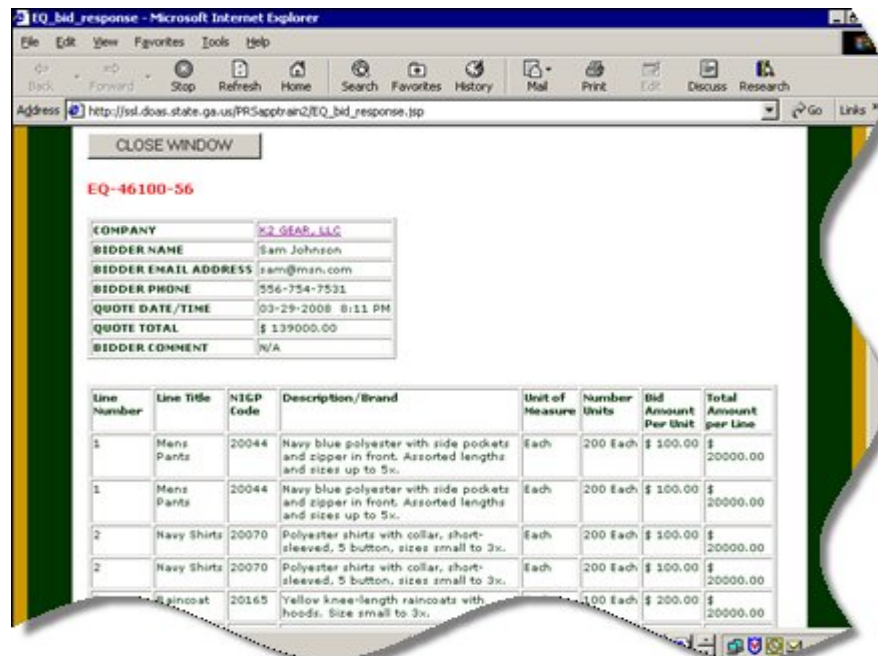 EQ_bid_response - Microsoft Internet Explorer
File Edit View Favorites Tools Help
Back Forward Stop Refresh Home Search Favorites History Mail Print Edit Discuss Research
Address http://ssl.doas.state.ga.us/PRSapptrain2/EQ_bid_response.jsp Go Links
CLOSE WINDOW
EQ-46100-56
COMPANY K2 GEAR, LLC
BIDDER NAME Sam Johnson
BIDDER EMAIL ADDRESS sam@msn.com
BIDDER PHONE 556-754-7531
QUOTE DATE/TIME 03-29-2008 8:11 PM
QUOTE TOTAL $ 139000.00
BIDDER COMMENT N/A
Line Number Line Title NIGP Code Description/Brand Unit of Measure Number Units Bid Amount Per Unit Total Amount per Line
1 Mens Pants 20044 Navy blue polyester with side pockets and zipper in front. Assorted lengths and sizes up to 5x. Each 200 Each $ 100.00 $ 20000.00
1 Mens Pants 20044 Navy blue polyester with side pockets and zipper in front. Assorted lengths and sizes up to 5x. Each 200 Each $ 100.00 $ 20000.00
2 Navy Shirts 20070 Polyester shirts with collar, short-sleeved, 5 button, sizes small to 3x. Each 200 Each $ 100.00 $ 20000.00
2 Navy Shirts 20070 Polyester shirts with collar, short-sleeved, 5 button, sizes small to 3x. Each 200 Each $ 100.00 $ 20000.00
Raincoat 20165 Yellow knee-length raincoats with hoods. Size small to 3x. 100 Each $ 200.00 $ 20000.00